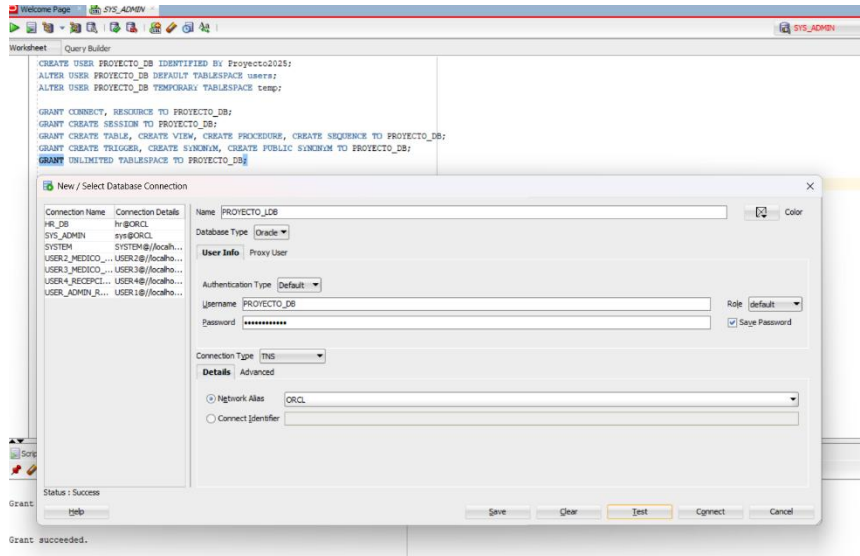 Welcome Page SYS_ADMIN
SYS_ADMIN
Worksheet Query Builder
CREATE USER PROYECTO_DB IDENTIFIED BY Proyecto2025;
ALTER USER PROYECTO_DB DEFAULT TABLESPACE users;
ALTER USER PROYECTO_DB TEMPORARY TABLESPACE temp;
GRANT CONNECT, RESOURCE TO PROYECTO_DB;
GRANT CREATE SESSION TO PROYECTO_DB;
GRANT CREATE TABLE, CREATE VIEW, CREATE PROCEDURE, CREATE SEQUENCE TO PROYECTO_DB;
GRANT CREATE TRIGGER, CREATE SYNONYM, CREATE PUBLIC SYNONYM TO PROYECTO_DB;
GRANT UNLIMITED TABLESPACE TO PROYECTO_DB;
New / Select Database Connection
Connection Name Connection Details
HR_DB hr@ORCL
SYS_ADMIN sys@ORCL
SYSTEM SYSTEM@//localh...
USER2_MEDICO_... USER2@//localho...
USER3_MEDICO_... USER3@//localho...
USER4_RECEPCI... USER4@//localho...
USER_ADMIN_R... USER1@//localho...
Name PROYECTO_LDB Color
Database Type Oracle
User Info Proxy User
Authentication Type Default
Username PROYECTO_DB Role default
Password •••••••••••• Save Password
Connection Type TNS
Details Advanced
Network Alias ORCL
Connect Identifier
Status : Success
Help Save Clear Test Connect Cancel
Scrip
Grant
Grant succeeded.